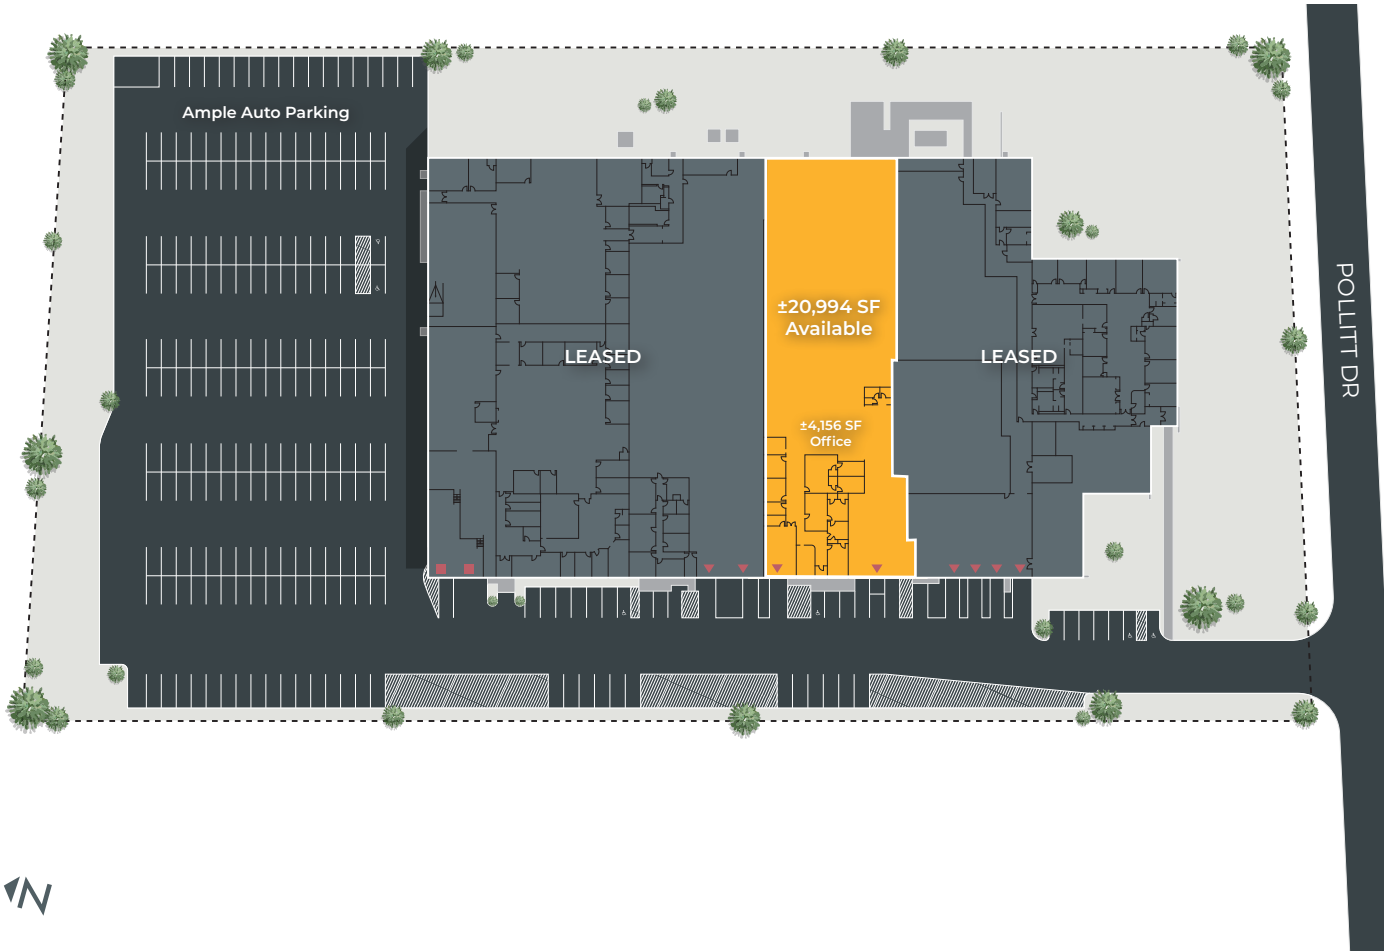 Ample Auto Parking
±20,994 SF
Available
LEASED
LEASED
±4,156 SF
Office
POLLITT DR
N